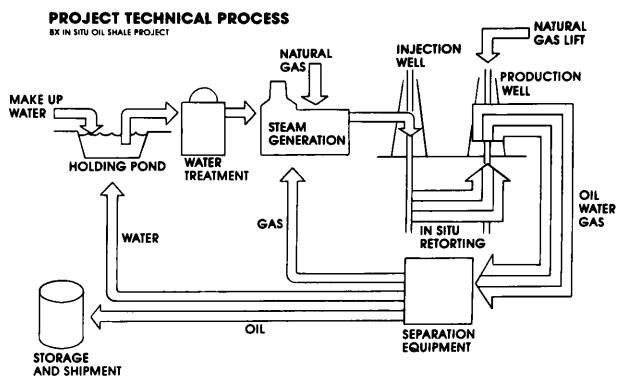 PROJECT TECHNICAL PROCESS
BX IN SITU OIL SHALE PROJECT
NATURAL
GAS LIFT
NATURAL
GAS
INJECTION
WELL
PRODUCTION
WELL
MAKE UP
WATER
STEAM
GENERATION
HOLDING POND
WATER
TREATMENT
OIL
WATER
GAS
WATER
GAS
IN SITU
RETORTING
OIL
SEPARATION
EQUIPMENT
STORAGE
AND SHIPMENT